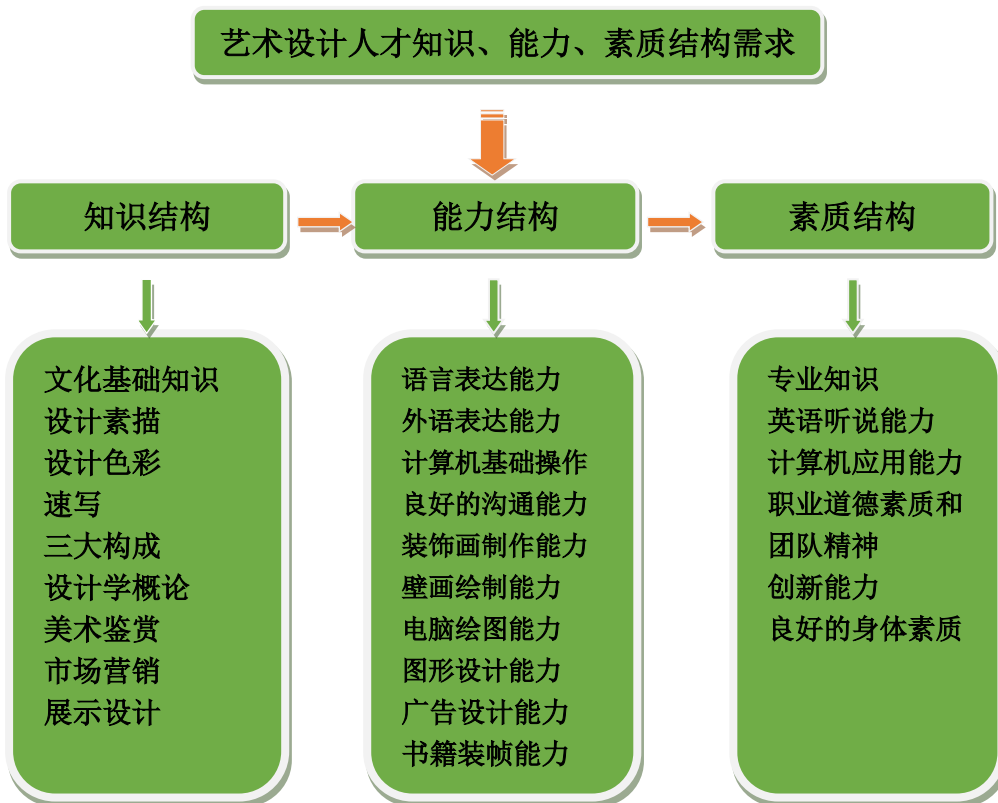 艺术设计人才知识、能力、素质结构需求
知识结构
能力结构
素质结构
文化基础知识
设计素描
设计色彩
速写
三大构成
设计学概论
美术鉴赏
市场营销
展示设计
语言表达能力
外语表达能力
计算机基础操作
良好的沟通能力
装饰画制作能力
壁画绘制能力
电脑绘图能力
图形设计能力
广告设计能力
书籍装帧能力
专业知识
英语听说能力
计算机应用能力
职业道德素质和
团队精神
创新能力
良好的身体素质